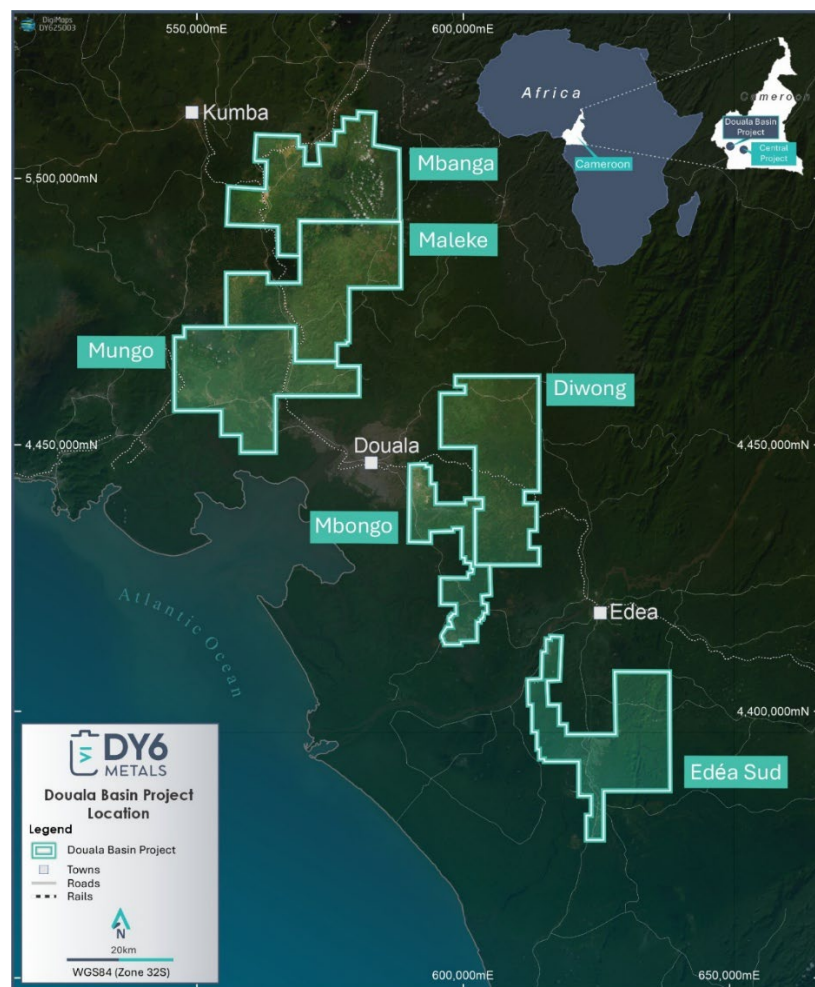 DigiMaps
DY625003
550,000mE
600,000mE
Kumba
Africa
Cameroon
Douala Basin
Project
Central
Project
Cameroon
5,500,000mN
Mbanga
Maleke
Mungo
Diwong
4,450,000mN
4,450,000mN
Douala
Mbongo
Atlantic Ocean
Edea
4,400,000mN
Edéa Sud
DY6
METALS
Douala Basin Project
Location
Legend
Douala Basin Project
Towns
Roads
Rails
N
20km
WGS84 (Zone 32S)
600,000mE
650,000mE